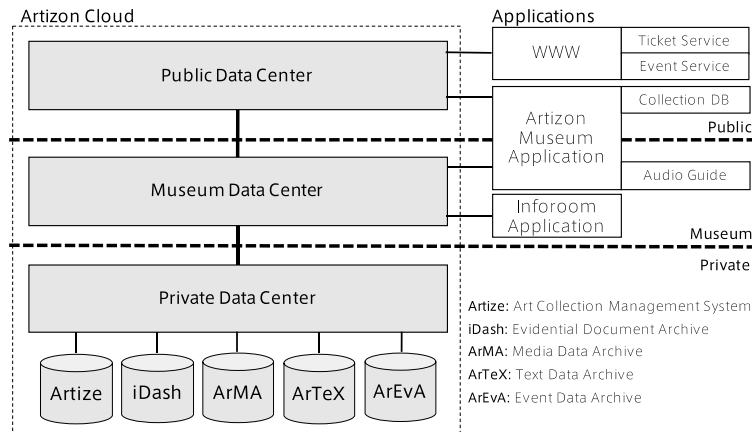 Artizon Cloud
Applications
Public Data Center
WWW
Ticket Service
Event Service
Artizon
Museum
Application
Collection DB
Public
Audio Guide
Museum Data Center
Inforoom
Application
Museum
Private
Private Data Center
Artize: Art Collection Management System
iDash: Evidential Document Archive
ArMA: Media Data Archive
ArTeX: Text Data Archive
ArEvA: Event Data Archive
Artize
iDash
ArMA
ArTeX
ArEvA